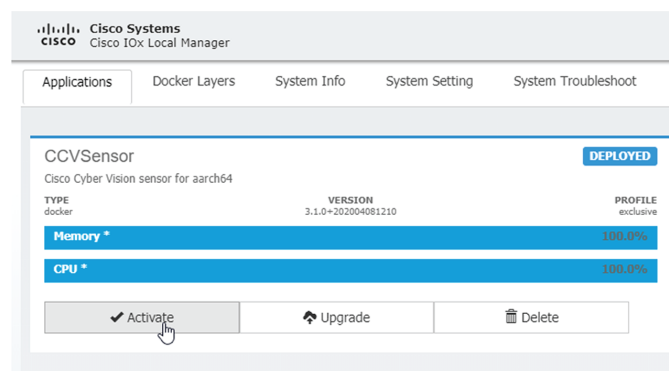 Cisco Systems
CISCO Cisco IOx Local Manager
Applications Docker Layers System Info System Setting System Troubleshoot
CCVSensor DEPLOYED
Cisco Cyber Vision sensor for aarch64
TYPE VERSION PROFILE
docker 3.1.0+202004081210 exclusive
Memory * 100.0%
CPU * 100.0%
Activate Upgrade Delete